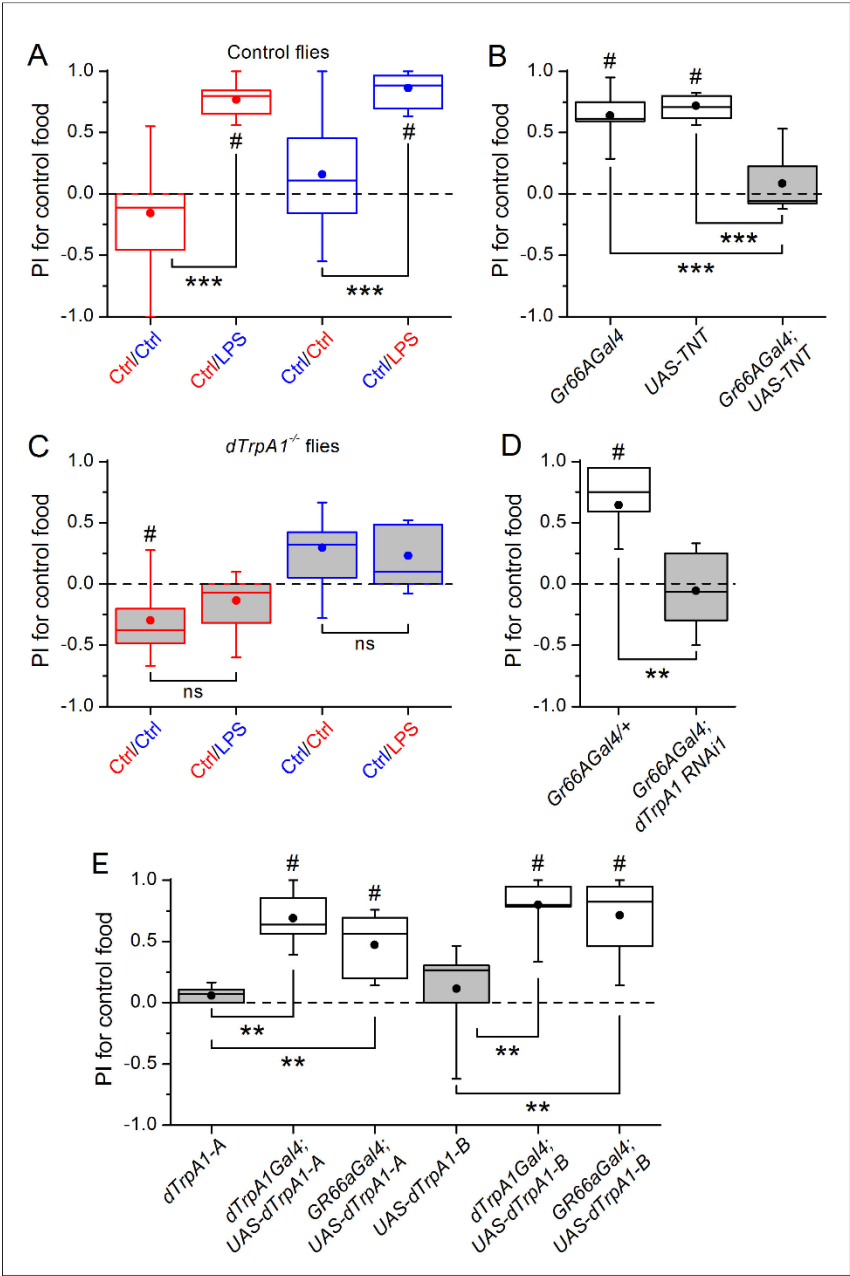 A
Control flies
PI for control food
1.0
0.5
0.0
-0.5
-1.0
#
#
***
***
Ctrl/Ctrl
Ctrl/LPS
Ctrl/Ctrl
Ctrl/LPS
B
PI for control food
1.0
0.5
0.0
-0.5
-1.0
#
#
***
***
Gr66AGal4
UAS-TNT
Gr66AGal4;
UAS-TNT
C
dTrpA1-/- flies
PI for control food
1.0
0.5
0.0
-0.5
-1.0
#
ns
ns
Ctrl/Ctrl
Ctrl/LPS
Ctrl/Ctrl
Ctrl/LPS
D
PI for control food
1.0
0.5
0.0
-0.5
-1.0
#
**
Gr66AGal4/+
Gr66AGal4;
dTrpA1 RNAi1
E
PI for control food
1.0
0.5
0.0
-0.5
-1.0
#
#
#
#
**
**
**
**
dTrpA1-A
dTrpA1Gal4;
UAS-dTrpA1-A
GR66aGal4;
UAS-dTrpA1-A
UAS-dTrpA1-B
dTrpA1Gal4;
UAS-dTrpA1-B
GR66aGal4;
UAS-dTrpA1-B